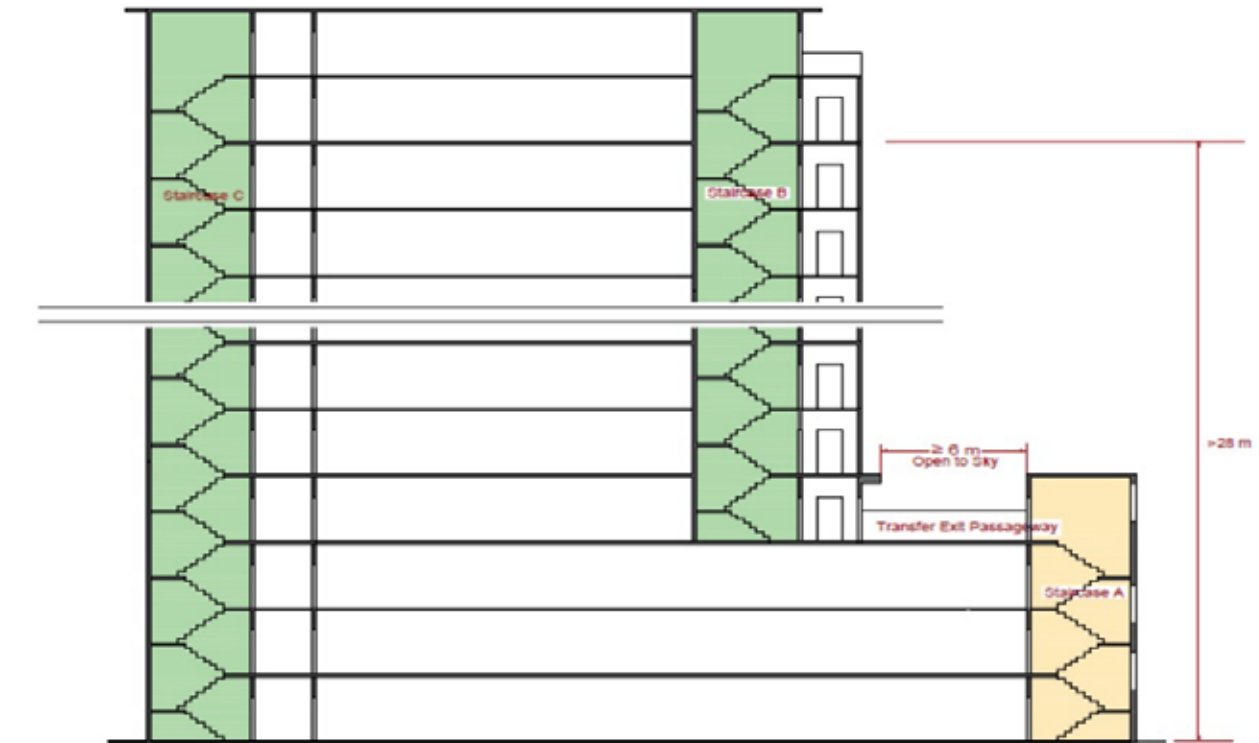 Staircase C
Staircase B
≥ 6 m
Open to Sky
>28 m
Transfer Exit Passageway
Staircase A